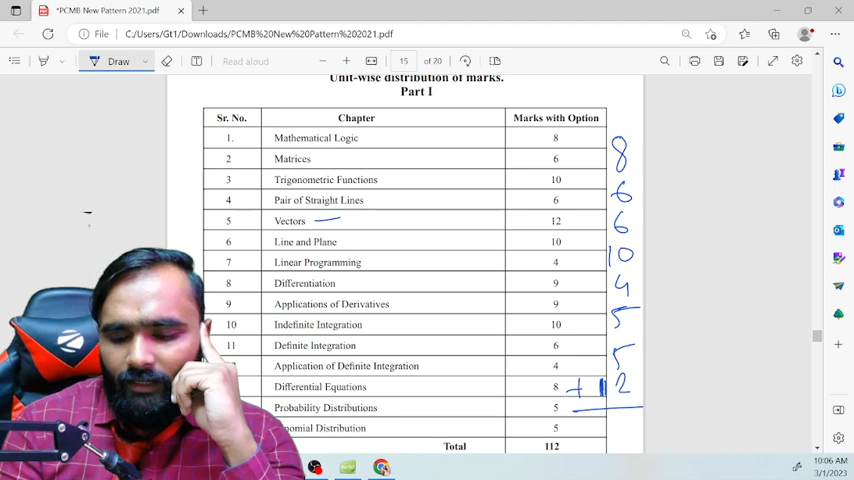 *PCMB New Pattern 2021.pdf
File C:/Users/Gt1/Downloads/PCMB%20New%20Pattern%202021.pdf
Draw Read aloud 15 of 20
Unit-wise distribution of marks.
Part I
Sr. No. Chapter Marks with Option
1. Mathematical Logic 8
8
2 Matrices 6
3 Trigonometric Functions 10
6
4 Pair of Straight Lines 6
5 Vectors 12
6
6 Line and Plane 10
10
7 Linear Programming 4
8 Differentiation 9
4
9 Applications of Derivatives 9
10 Indefinite Integration 10
5
11 Definite Integration 6
Application of Definite Integration 4
5
Differential Equations 8
+ 12
Probability Distributions 5
Distribution 5
Total 112
10:06 AM
3/1/2023